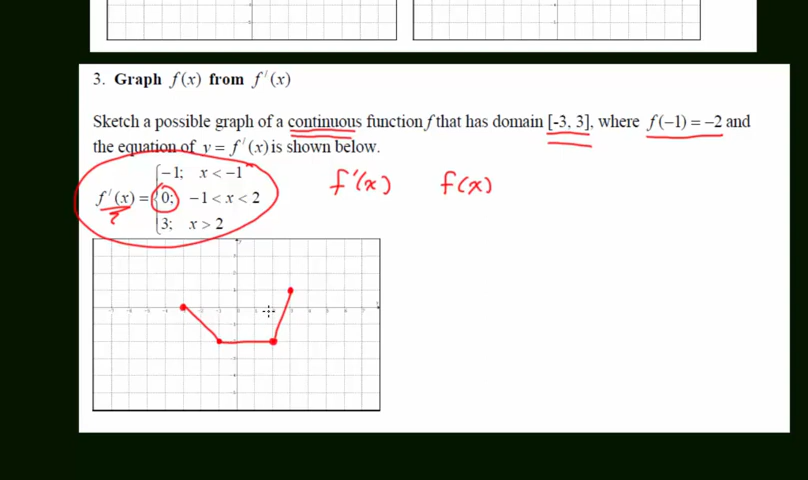 3. Graph f(x) from f'(x)
Sketch a possible graph of a continuous function f that has domain [-3, 3], where f(−1) = −2 and
the equation of y = f'(x) is shown below.
−1; x < −1
f'(x) = { 0; −1 < x < 2
3; x > 2
f'(x) f(x)